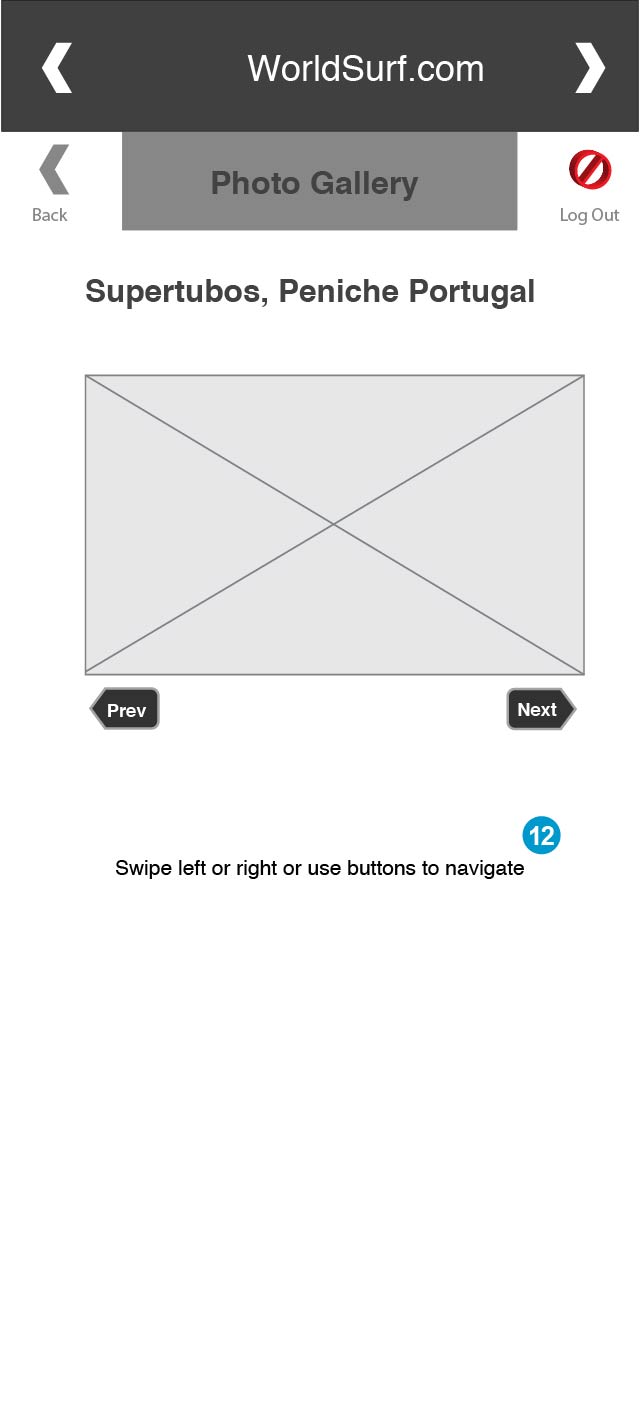 WorldSurf.com
Back
Photo Gallery
Log Out
Supertubos, Peniche Portugal
Prev
Next
12
Swipe left or right or use buttons to navigate